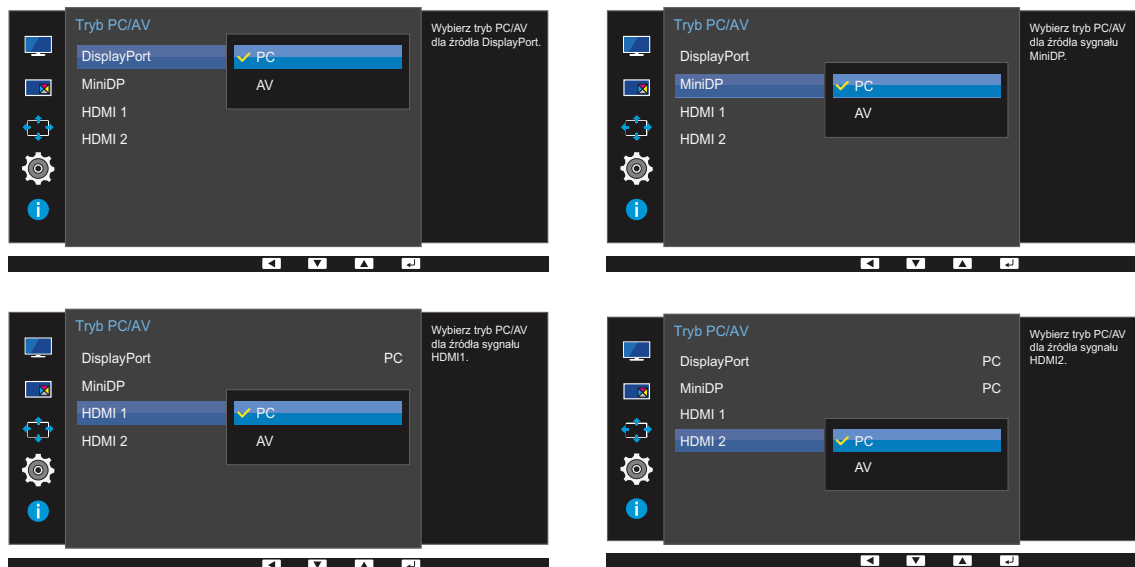 Tryb PC/AV
DisplayPort
PC
MiniDP
AV
HDMI 1
HDMI 2
Wybierz tryb PC/AV
dla źródła DisplayPort.
Tryb PC/AV
DisplayPort
MiniDP
PC
HDMI 1
AV
HDMI 2
Wybierz tryb PC/AV
dla źródła sygnału
MiniDP.
Tryb PC/AV
DisplayPort PC
MiniDP
HDMI 1
PC
HDMI 2
AV
Wybierz tryb PC/AV
dla źródła sygnału
HDMI1.
Tryb PC/AV
DisplayPort PC
MiniDP PC
HDMI 1
HDMI 2
PC
AV
Wybierz tryb PC/AV
dla źródła sygnału
HDMI2.